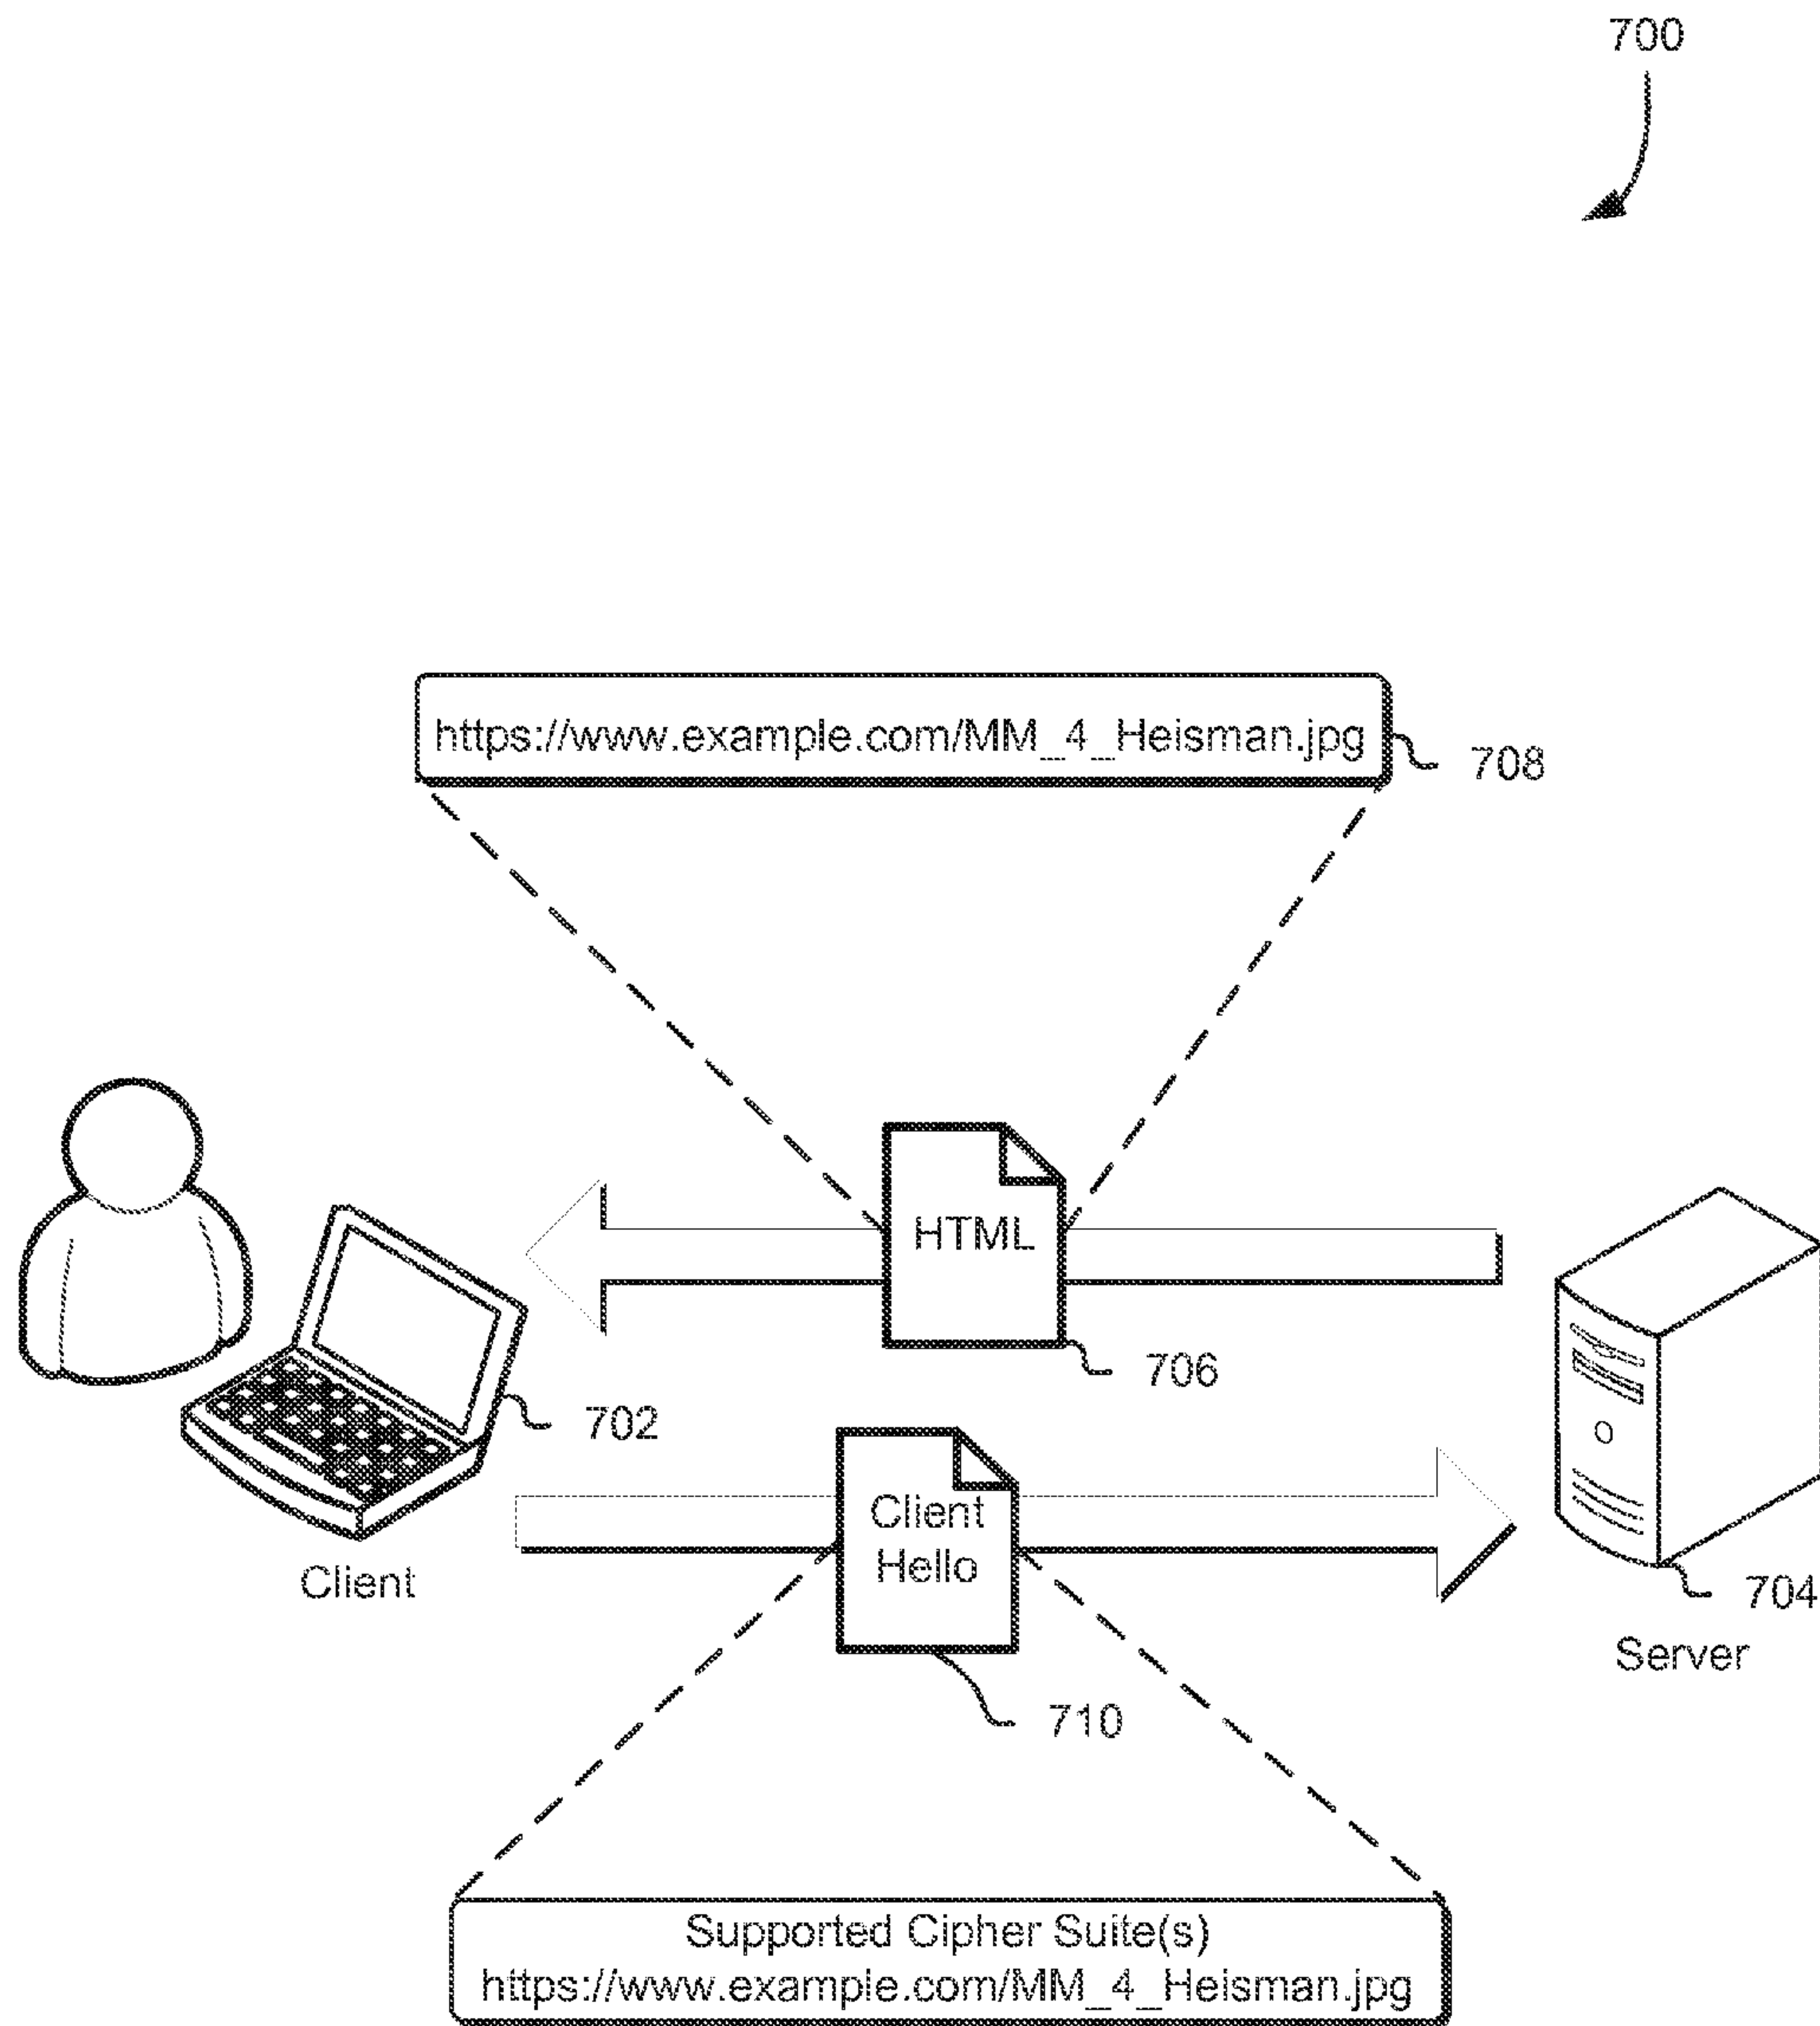 700
https://www.example.com/MM_4_Heisman.jpg
708
HTML
706
702
Client
Client
Hello
704
Server
710
Supported Cipher Suite(s)
https://www.example.com/MM_4_Heisman.jpg